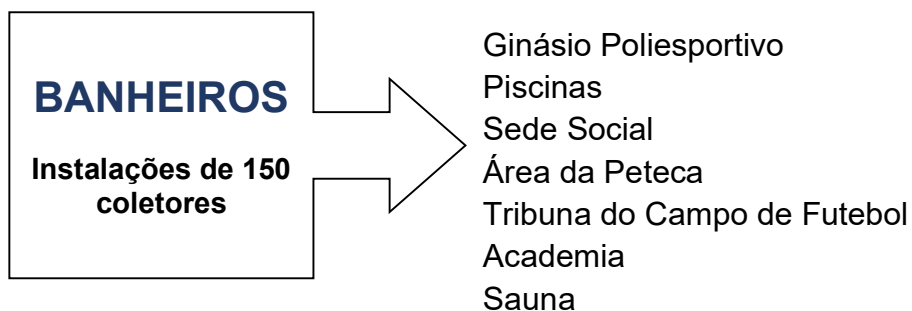 BANHEIROS
Instalações de 150
coletores
Ginásio Poliesportivo
Piscinas
Sede Social
Área da Peteca
Tribuna do Campo de Futebol
Academia
Sauna